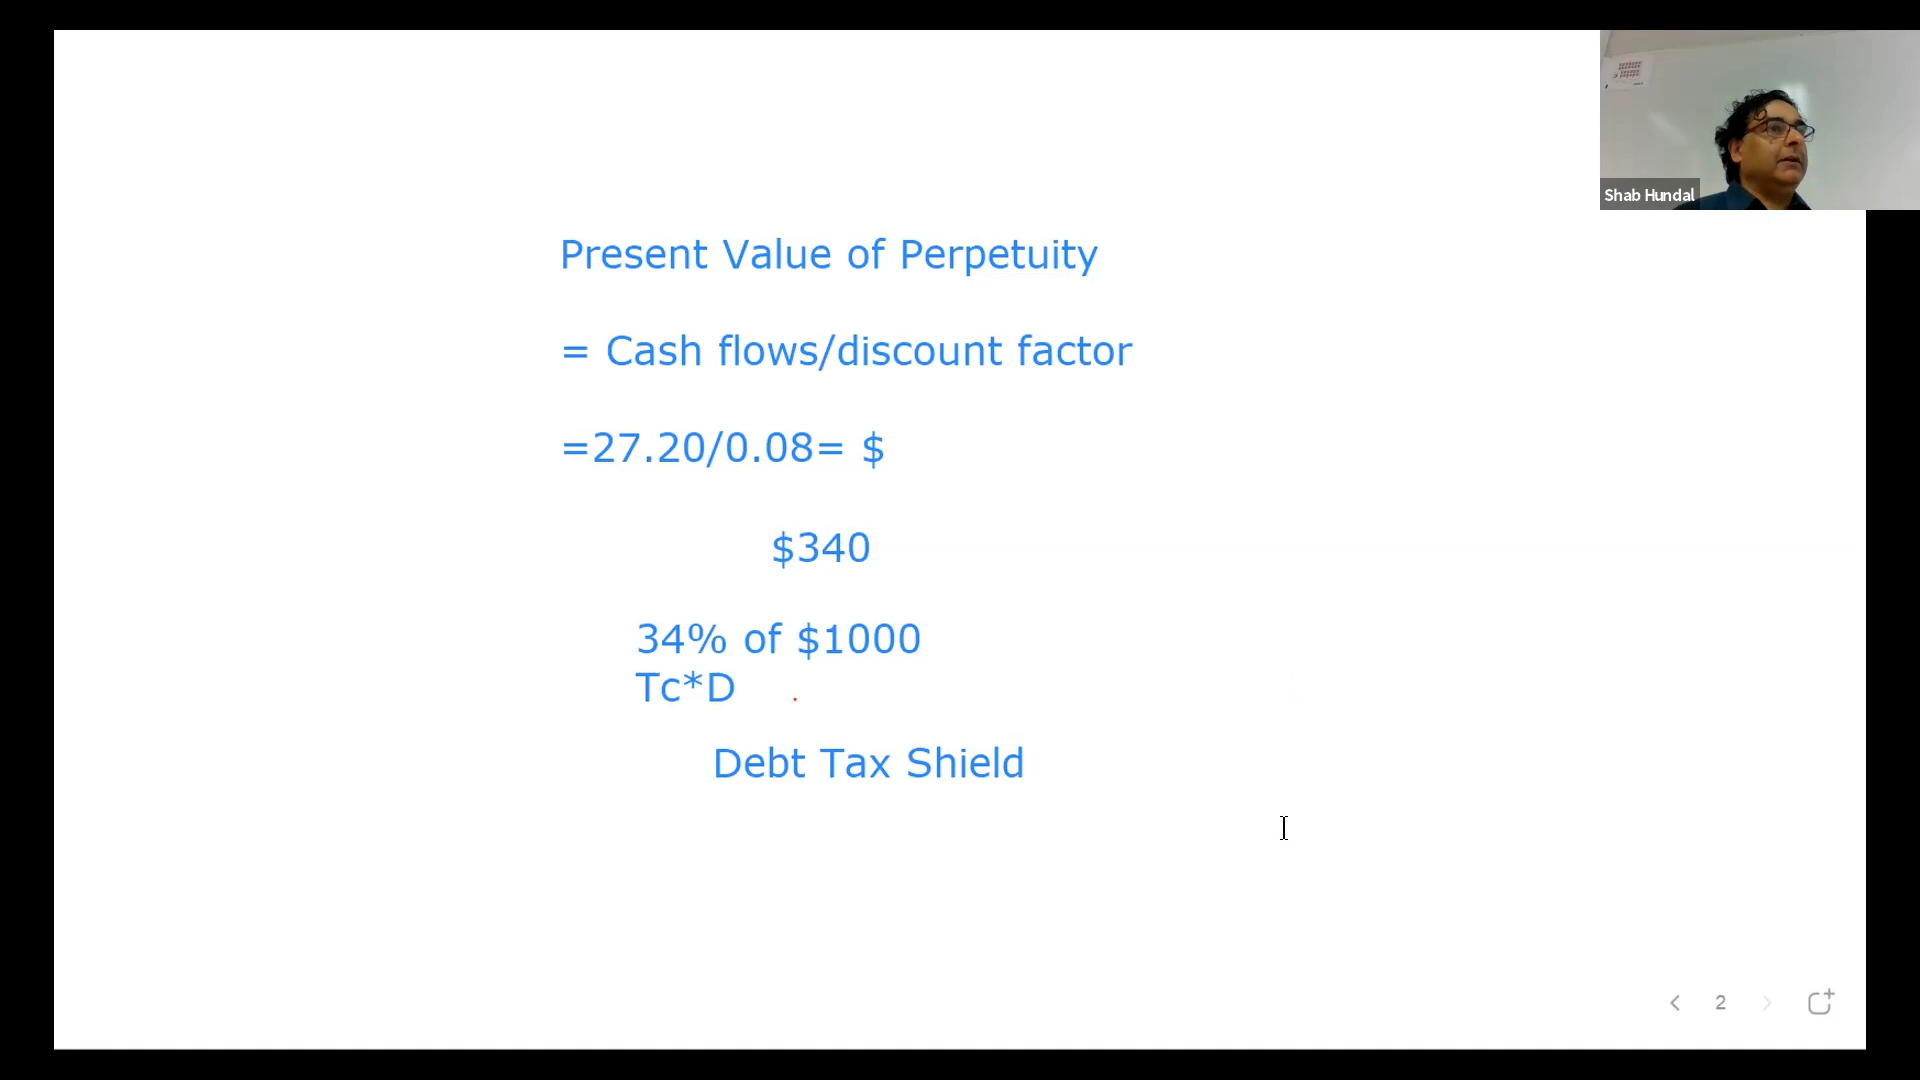 Shab Hundal
Present Value of Perpetuity
= Cash flows/discount factor
=27.20/0.08= $
$340
34% of $1000
Tc*D
Debt Tax Shield
2